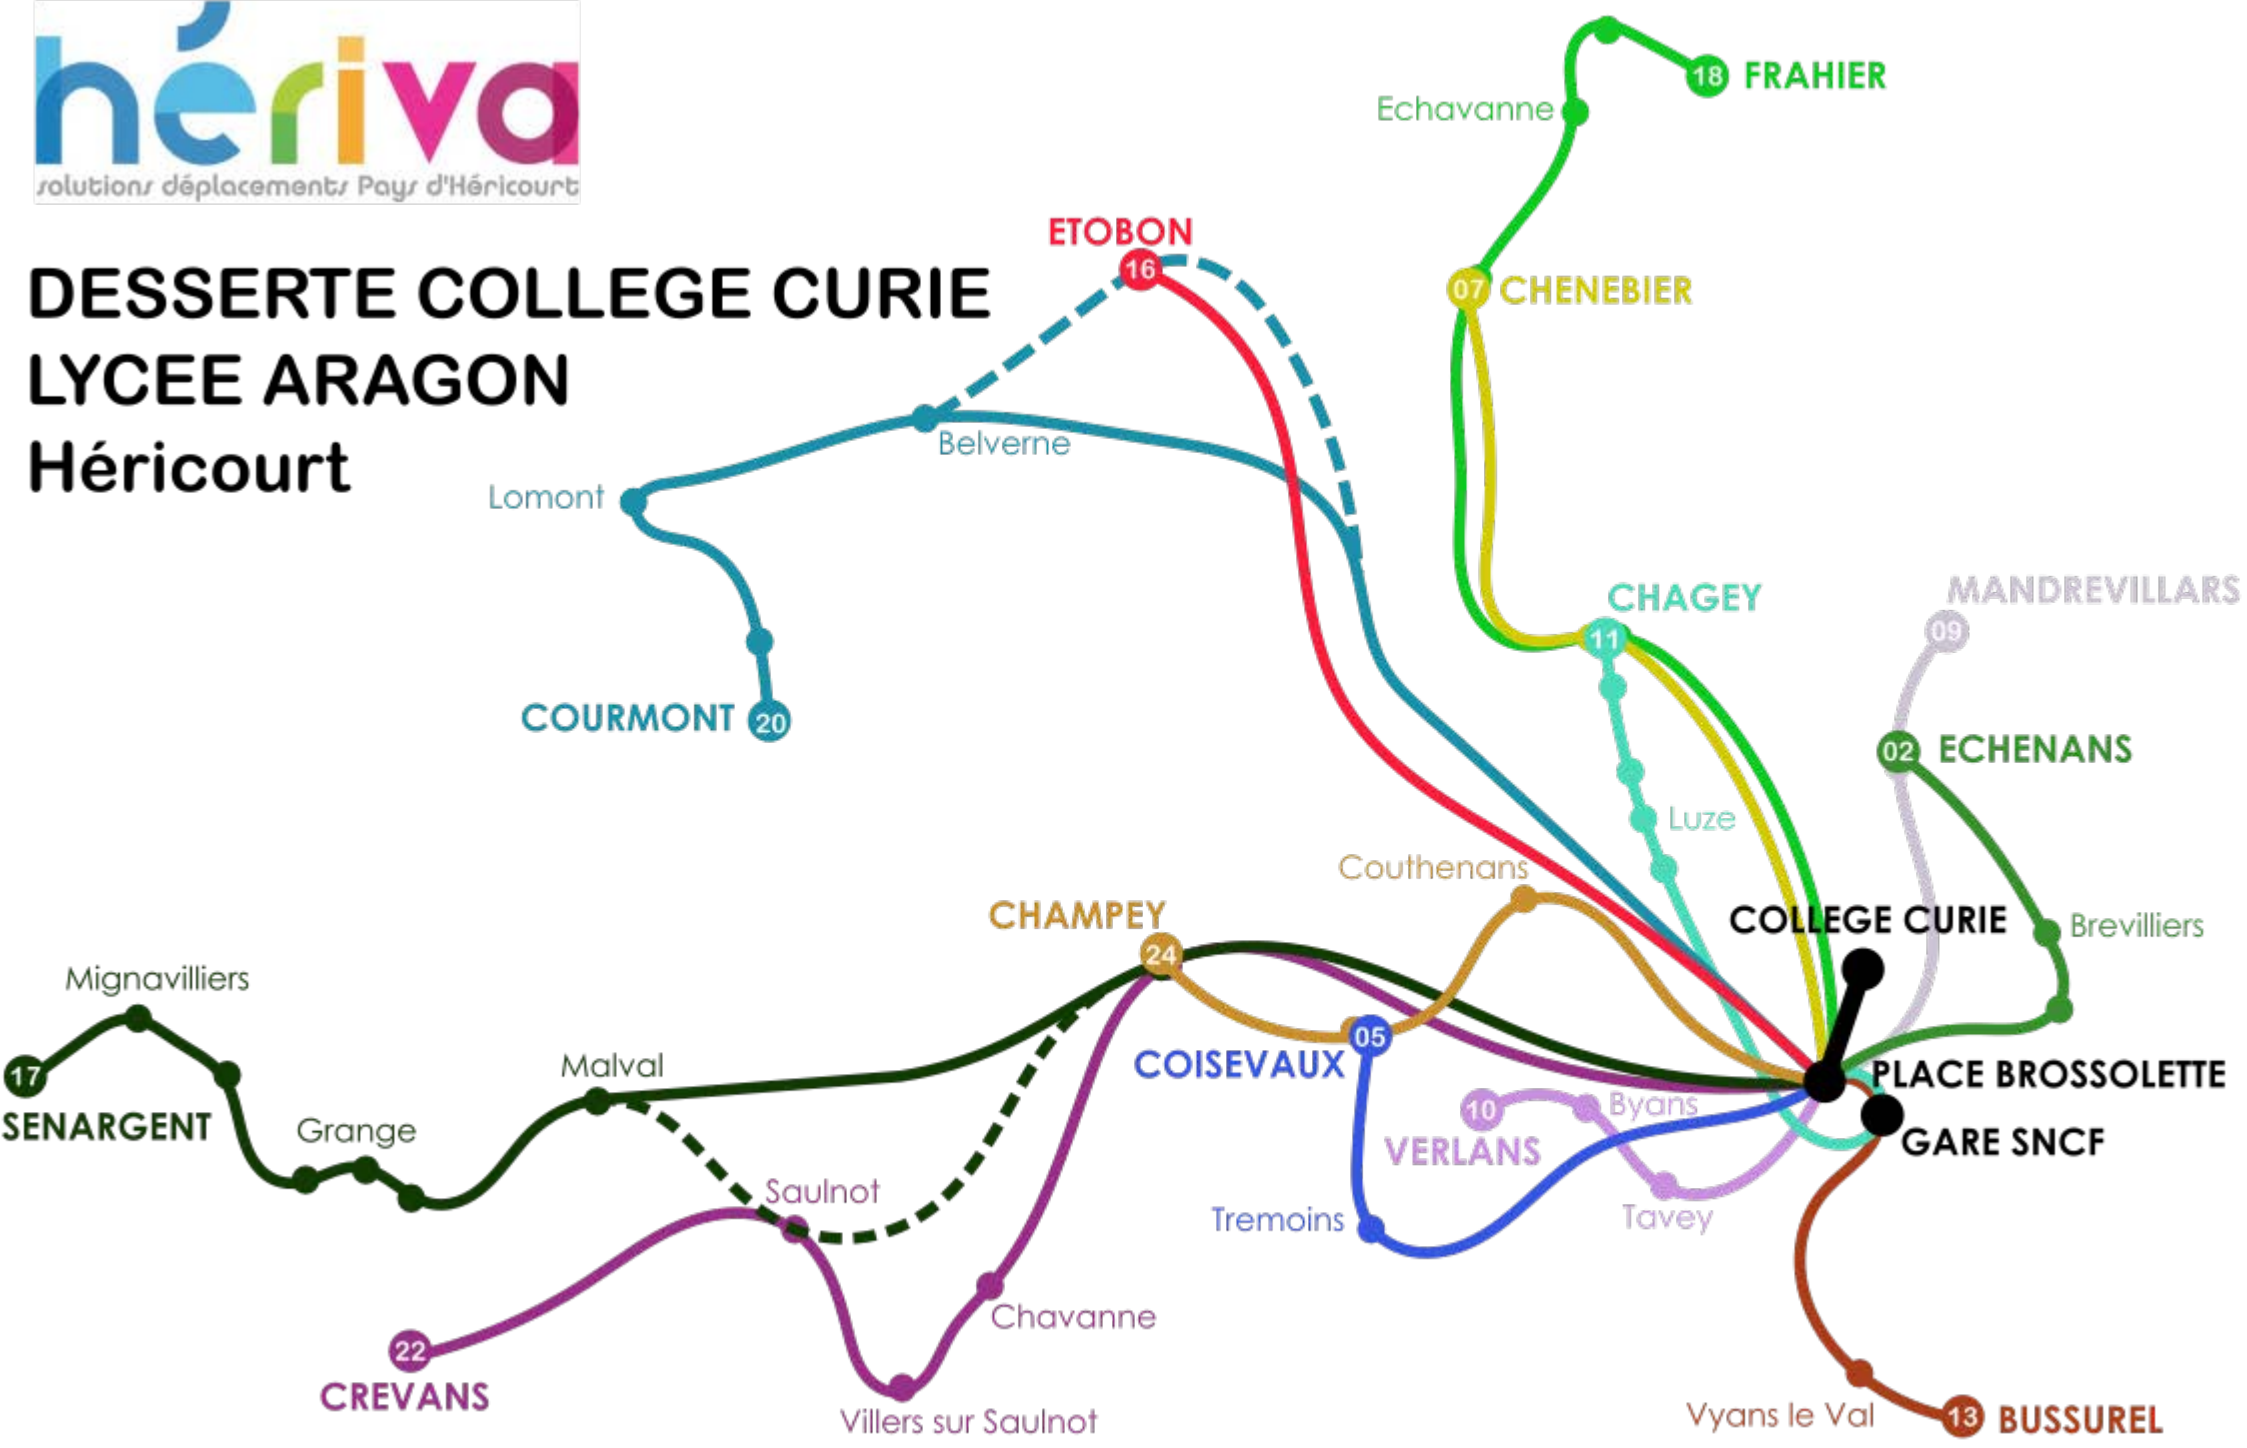 hériva
solutions déplacements Pays d'Héricourt
DESSERTE COLLEGE CURIE
LYCEE ARAGON
Héricourt
18 FRAHIER
Echavanne
ETOBON
16
07 CHENEBIER
Belverne
Lomont
CHAGEY
11
MANDREVILLARS
09
COURMONT 20
02 ECHENANS
Luze
Couthenans
CHAMPEY
24
COLLEGE CURIE
Brevilliers
Mignavilliers
17
SENARGENT
Malval
Grange
05
COISEVAUX
PLACE BROSSOLETTE
10
VERLANS
Byans
GARE SNCF
Saulnot
Tremoins
Tavey
22
CREVANS
Chavanne
Villers sur Saulnot
Vyans le Val
13 BUSSUREL